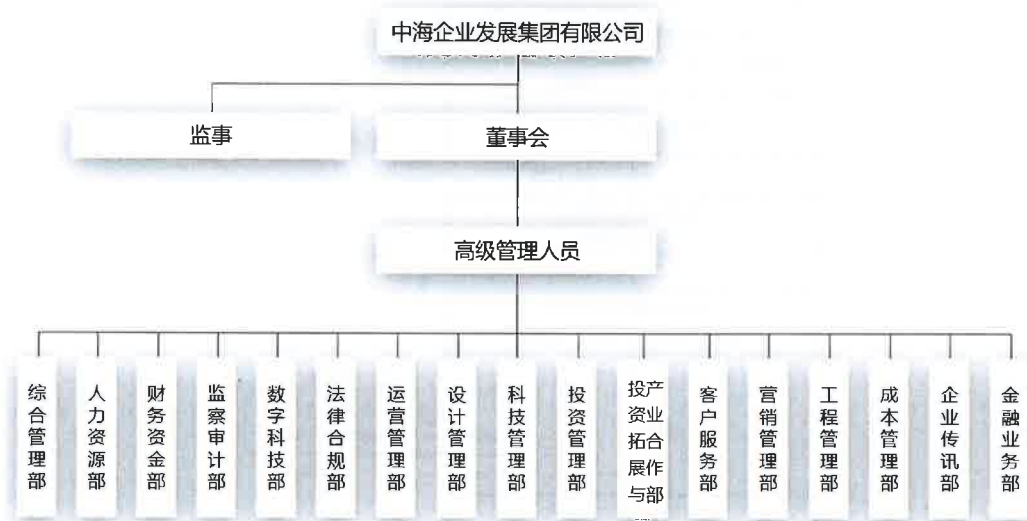 中海企业发展集团有限公司
监事
董事会
高级管理人员
综合管理部
人力资源部
财务资金部
监察审计部
数字科技部
法律合规部
运营管理部
设计管理部
科技管理部
投资管理部
投资拓展与
产业合作部
客户服务部
营销管理部
工程管理部
成本管理部
企业传讯部
金融业务部